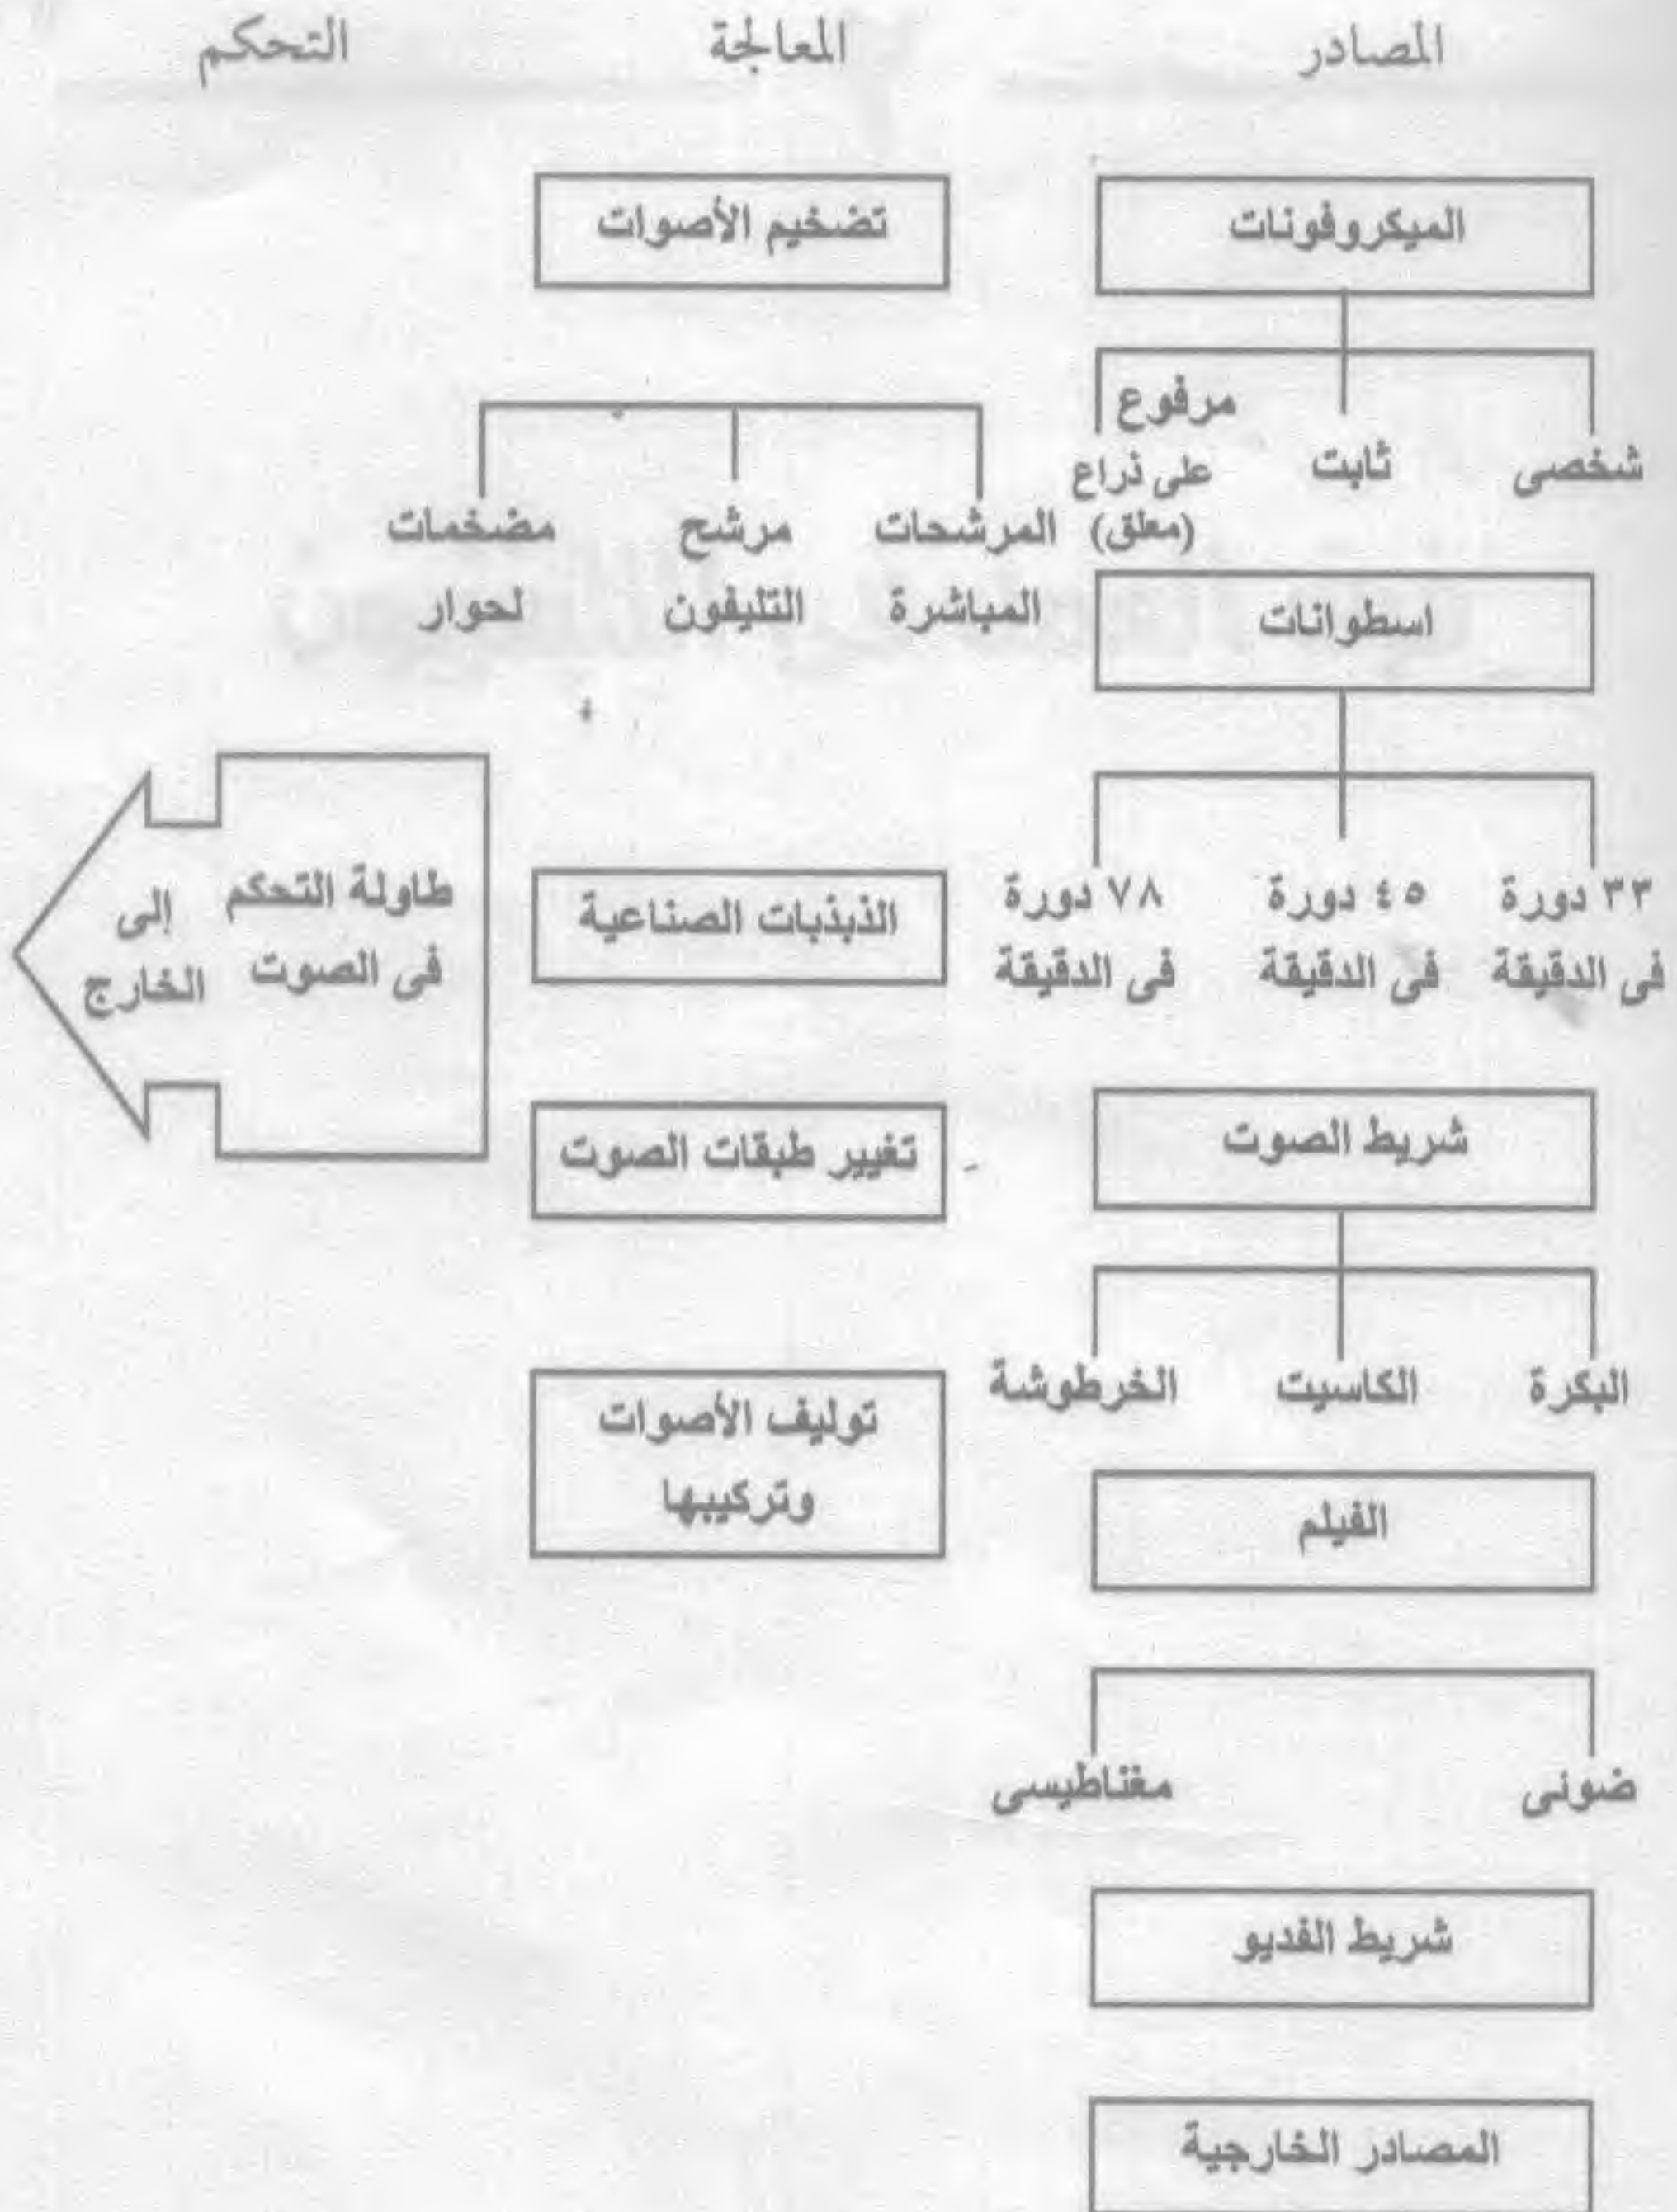 المصادر
المعالجة
التحكم
الميكروفونات
شخصى
ثابت
مرفوع
على ذراع
(معلق)
اسطوانات
٣٣ دورة
فى الدقيقة
٤٥ دورة
فى الدقيقة
٧٨ دورة
فى الدقيقة
شريط الصوت
البكرة
الكاسيت
الخرطوشة
الفيلم
ضوئى
مغناطيسى
شريط الفديو
المصادر الخارجية
تضخيم الأصوات
المرشحات
المباشرة
مرشح
التليفون
مضخمات
لحوار
الذبذبات الصناعية
تغيير طبقات الصوت
توليف الأصوات
وتركيبها
طاولة التحكم
فى الصوت
إلى
الخارج